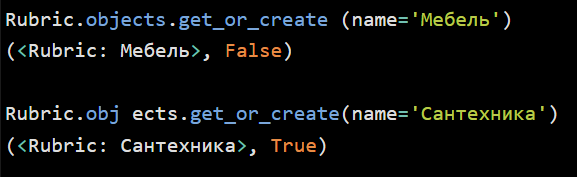 Rubric.objects.get_or_create (name='Мебель')
(<Rubric: Мебель>, False)
Rubric.obj ects.get_or_create(name='Сантехника')
(<Rubric: Сантехника>, True)